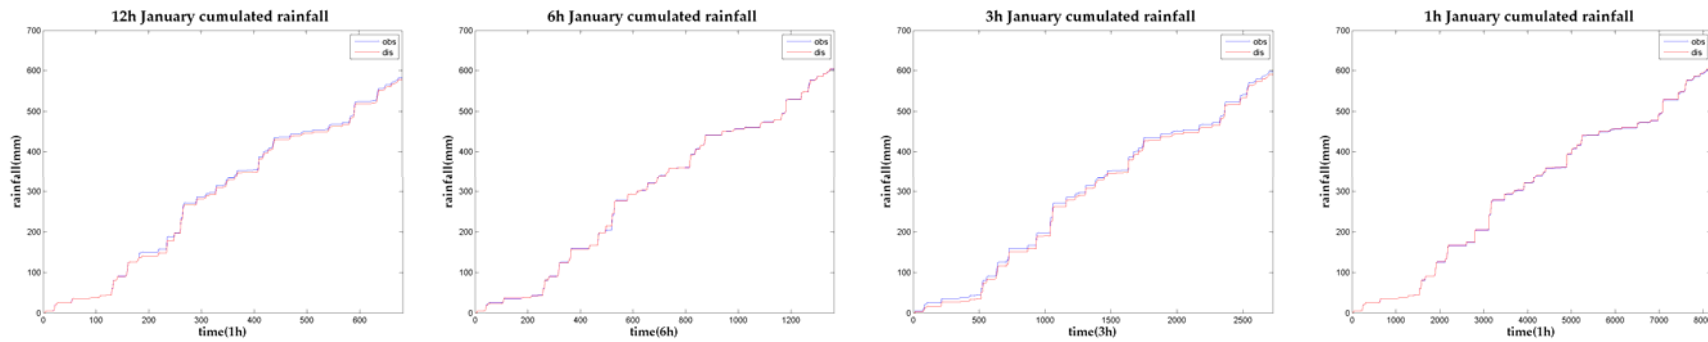 12h January cumulated rainfall
700
600
500
400
300
200
100
0
rainfall(mm)
obs
dis
0 100 200 300 400 500 600
time(1h)
6h January cumulated rainfall
700
600
500
400
300
200
100
0
rainfall(mm)
obs
dis
0 200 400 600 800 1000 1200
time(6h)
3h January cumulated rainfall
700
600
500
400
300
200
100
0
rainfall(mm)
obs
dis
0 500 1000 1500 2000 2500
time(3h)
1h January cumulated rainfall
700
600
500
400
300
200
100
0
rainfall(mm)
obs
dis
0 1000 2000 3000 4000 5000 6000 7000 8000
time(1h)